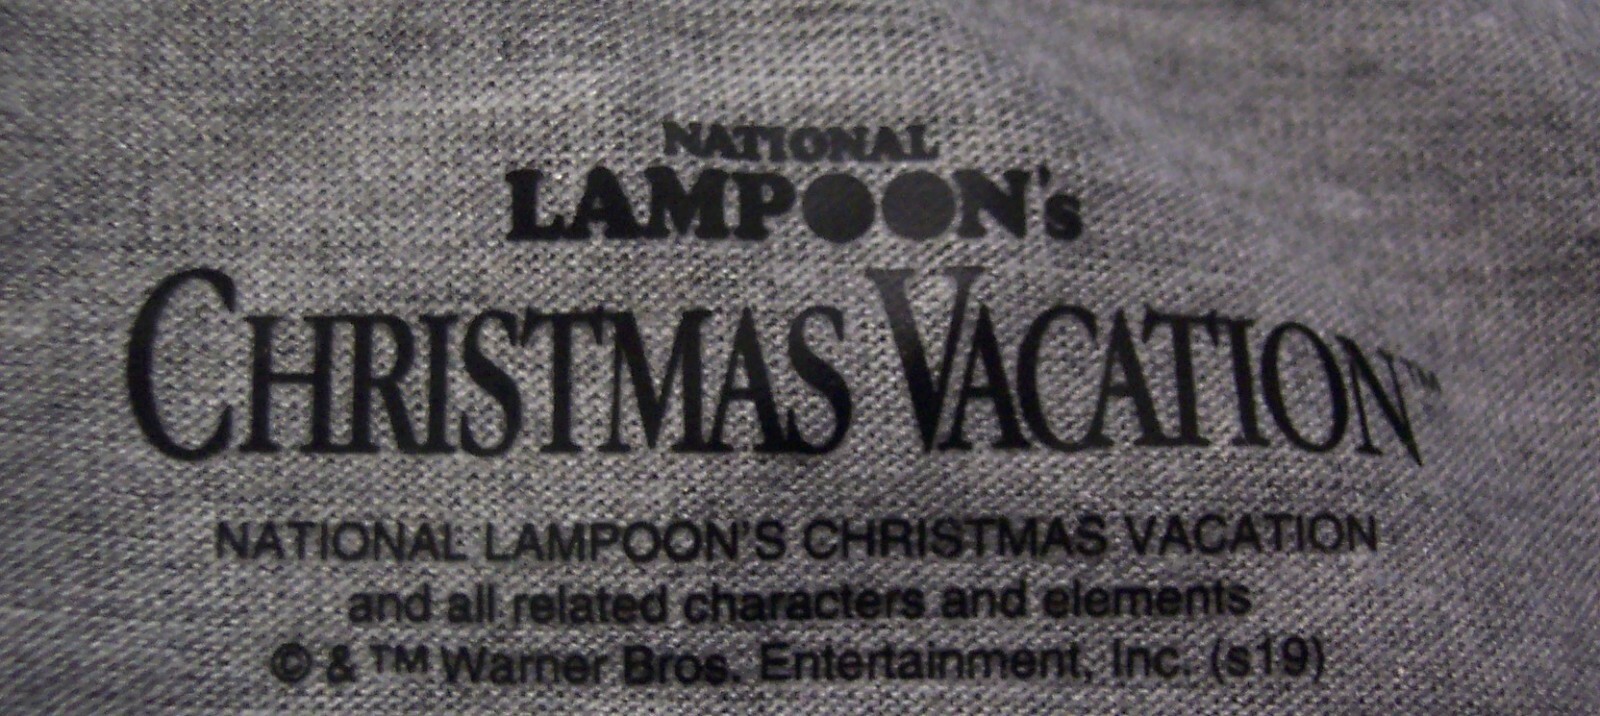 NATIONAL
LAMPOON's
CHRISTMAS VACATION™
NATIONAL LAMPOON'S CHRISTMAS VACATION
and all related characters and elements
© & ™ Warner Bros. Entertainment, Inc. (s19)